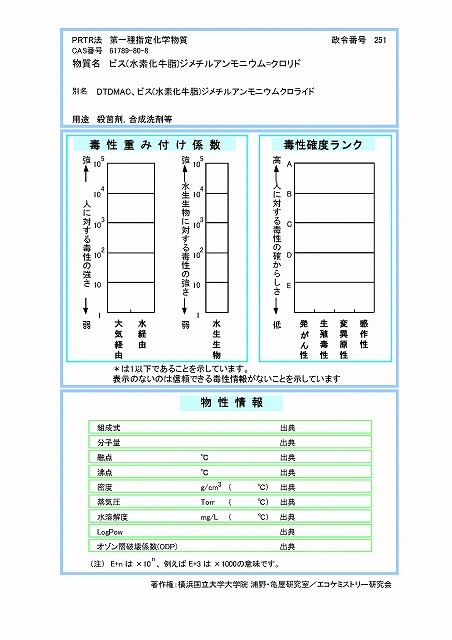 PRTR法 第一種指定化学物質 政令番号 251
CAS番号 61789-80-8
物質名 ビス(水素化牛脂)ジメチルアンモニウム=クロリド
別名 DTDMAC、ビス(水素化牛脂)ジメチルアンモニウムクロライド
用途 殺菌剤，合成洗剤等
毒性重み付け係数
強 10^5 10^4 10^3 10^2 10 1 弱
人に対する毒性の強さ
大気経由 水経由
強 10^5 10^4 10^3 10^2 10 1 弱
水生生物に対する毒性の強さ
水生生物
毒性確度ランク
高 A B C D E 低
人に対する毒性の確からしさ
発がん性 生殖毒性 変異原性 感作性
＊は1以下であることを示しています。
表示のないのは信頼できる毒性情報がないことを示しています
物性情報
組成式 出典
分子量 出典
融点 ℃ 出典
沸点 ℃ 出典
密度 g/cm3 ( ℃) 出典
蒸気圧 Torr ( ℃) 出典
水溶解度 mg/L ( ℃) 出典
LogPow 出典
オゾン層破壊係数(ODP) 出典
（注） E+n は ×10^n、例えば E+3 は ×1000の意味です。
著作権：横浜国立大学大学院 浦野・亀屋研究室／エコケミストリー研究会